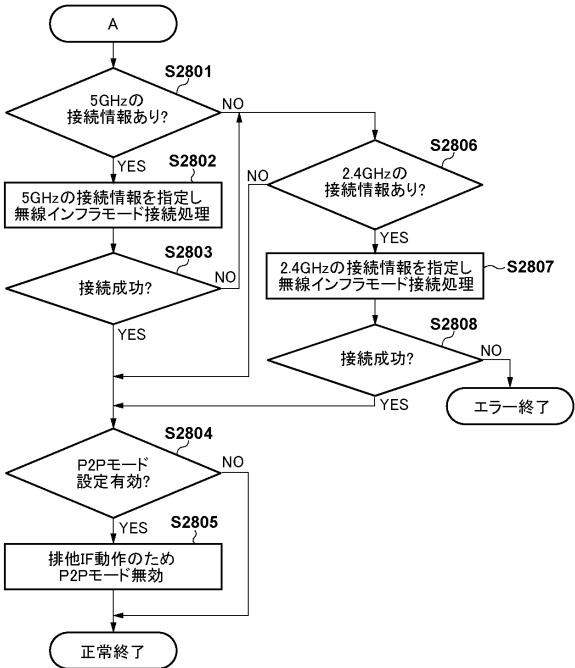 A
S2801
5GHzの
接続情報あり?
NO
YES
S2802
5GHzの接続情報を指定し
無線インフラモード接続処理
S2803
接続成功?
NO
YES
S2806
2.4GHzの
接続情報あり?
NO
YES
S2807
2.4GHzの接続情報を指定し
無線インフラモード接続処理
S2808
接続成功?
NO
YES
エラー終了
S2804
P2Pモード
設定有効?
NO
YES
S2805
排他IF動作のため
P2Pモード無効
正常終了